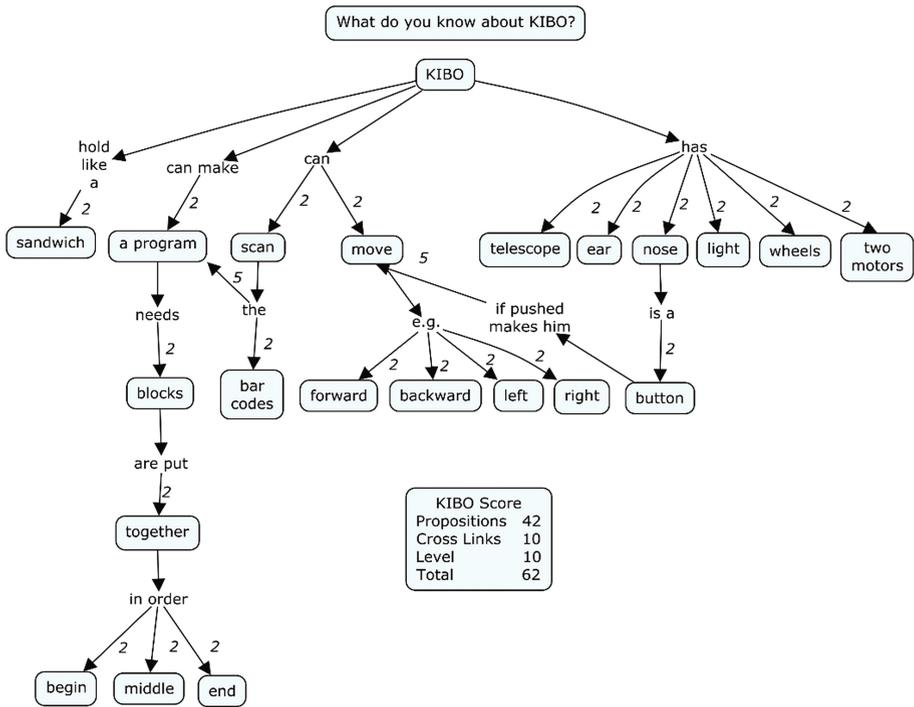 What do you know about KIBO?
KIBO
hold
like
a
can make
can
has
2
2
2
2
2
2
2
2
2
2
sandwich
a program
scan
move
telescope
ear
nose
light
wheels
two
motors
5
5
needs
the
e.g.
if pushed
makes him
is a
2
2
2
2
2
2
2
blocks
bar
codes
forward
backward
left
right
button
are put
2
together
KIBO Score
Propositions 42
Cross Links 10
Level 10
Total 62
in order
2
2
2
begin
middle
end